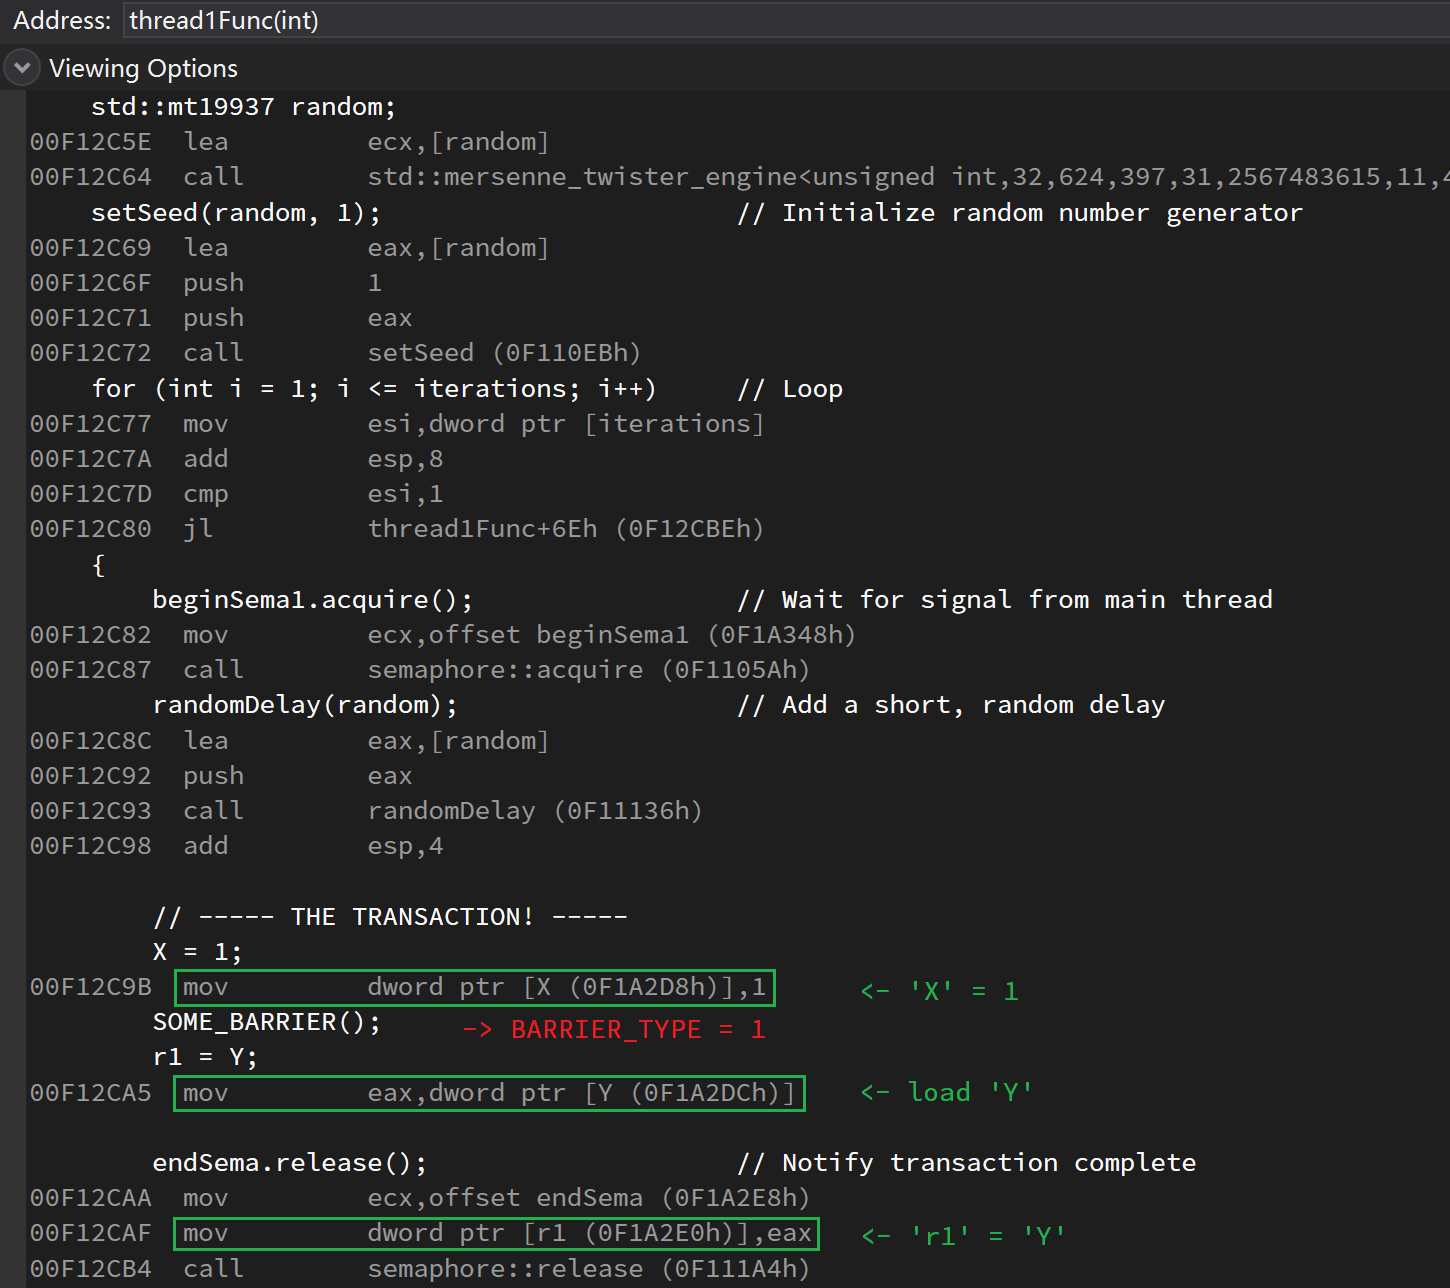 Address: thread1Func(int)
Viewing Options
std::mt19937 random;
00F12C5E lea ecx,[random]
00F12C64 call std::mersenne_twister_engine<unsigned int,32,624,397,31,2567483615,11,4
setSeed(random, 1); // Initialize random number generator
00F12C69 lea eax,[random]
00F12C6F push 1
00F12C71 push eax
00F12C72 call setSeed (0F110EBh)
for (int i = 1; i <= iterations; i++) // Loop
00F12C77 mov esi,dword ptr [iterations]
00F12C7A add esp,8
00F12C7D cmp esi,1
00F12C80 jl thread1Func+6Eh (0F12CBEh)
{
beginSema1.acquire(); // Wait for signal from main thread
00F12C82 mov ecx,offset beginSema1 (0F1A348h)
00F12C87 call semaphore::acquire (0F1105Ah)
randomDelay(random); // Add a short, random delay
00F12C8C lea eax,[random]
00F12C92 push eax
00F12C93 call randomDelay (0F11136h)
00F12C98 add esp,4
// ----- THE TRANSACTION! -----
X = 1;
00F12C9B mov dword ptr [X (0F1A2D8h)],1 <- 'X' = 1
SOME_BARRIER(); -> BARRIER_TYPE = 1
r1 = Y;
00F12CA5 mov eax,dword ptr [Y (0F1A2DCh)] <- load 'Y'
endSema.release(); // Notify transaction complete
00F12CAA mov ecx,offset endSema (0F1A2E8h)
00F12CAF mov dword ptr [r1 (0F1A2E0h)],eax <- 'r1' = 'Y'
00F12CB4 call semaphore::release (0F111A4h)